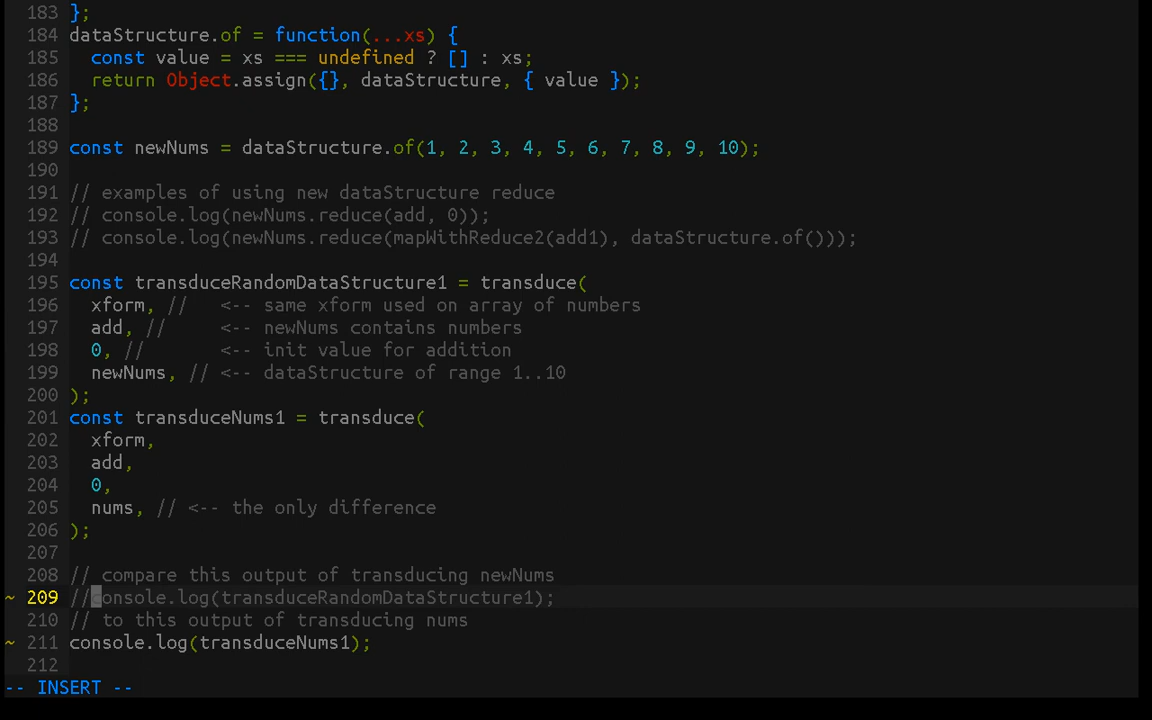 183 };
184 dataStructure.of = function(...xs) {
185   const value = xs === undefined ? [] : xs;
186   return Object.assign({}, dataStructure, { value });
187 };
188
189 const newNums = dataStructure.of(1, 2, 3, 4, 5, 6, 7, 8, 9, 10);
190
191 // examples of using new dataStructure reduce
192 // console.log(newNums.reduce(add, 0));
193 // console.log(newNums.reduce(mapWithReduce2(add1), dataStructure.of()));
194
195 const transduceRandomDataStructure1 = transduce(
196   xform, //   <-- same xform used on array of numbers
197   add, //     <-- newNums contains numbers
198   0, //       <-- init value for addition
199   newNums, // <-- dataStructure of range 1..10
200 );
201 const transduceNums1 = transduce(
202   xform,
203   add,
204   0,
205   nums, // <-- the only difference
206 );
207
208 // compare this output of transducing newNums
~ 209 //console.log(transduceRandomDataStructure1);
210 // to this output of transducing nums
~ 211 console.log(transduceNums1);
212
-- INSERT --